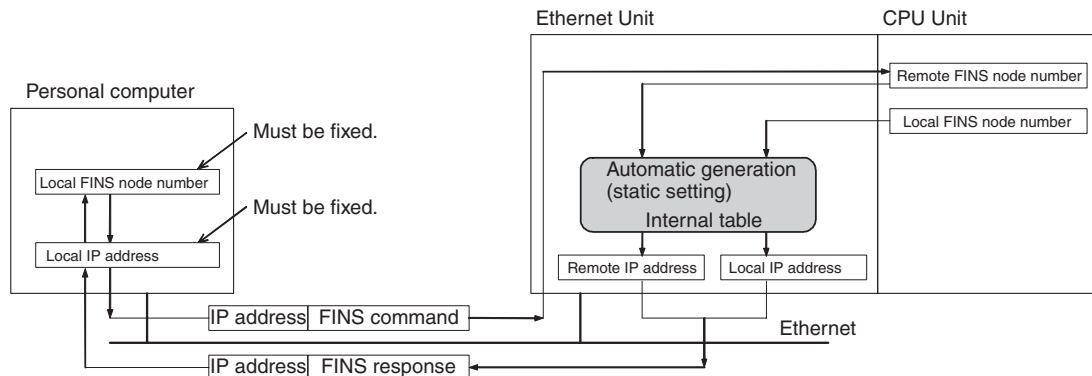 Ethernet Unit
CPU Unit
Remote FINS node number
Personal computer
Must be fixed.
Local FINS node number
Local FINS node number
Automatic generation
(static setting)
Internal table
Must be fixed.
Local IP address
Remote IP address
Local IP address
IP address
FINS command
Ethernet
IP address
FINS response